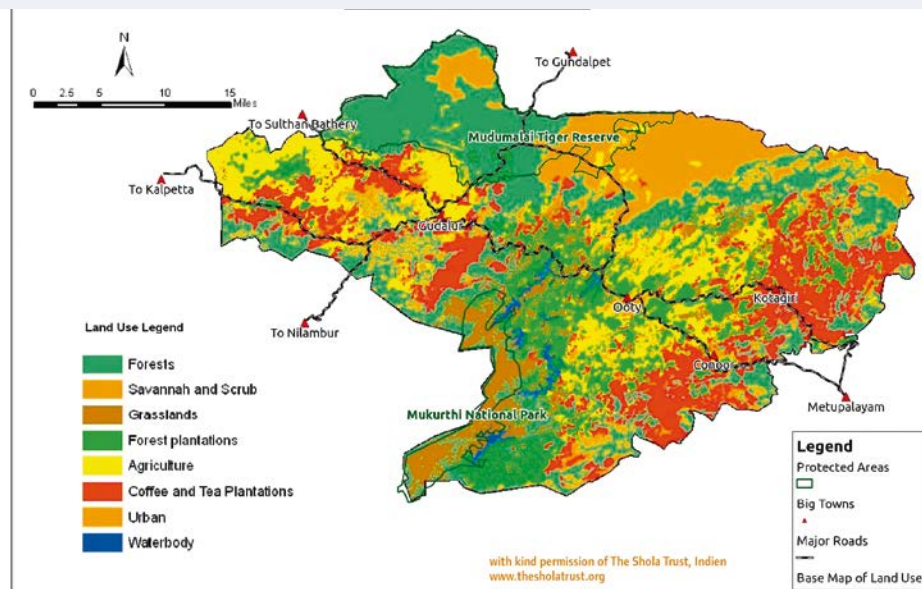 N
0 2.5 5 10 15
Miles
To Gundalpet
To Sulthan Bathery
Mudumalai Tiger Reserve
To Kalpetta
Gudalur
Ooty
Kotagiri
To Nilambur
Conoor
Metupalayam
Mukurthi National Park
Land Use Legend
Forests
Savannah and Scrub
Grasslands
Forest plantations
Agriculture
Coffee and Tea Plantations
Urban
Waterbody
Legend
Protected Areas
Big Towns
Major Roads
Base Map of Land Use
with kind permission of The Shola Trust, Indien
www.thesholatrust.org